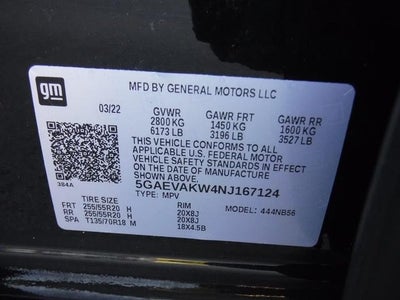 gm
MFD BY GENERAL MOTORS LLC
03/22 GVWR GAWR FRT GAWR RR
2800 KG 1450 KG 1600 KG
6173 LB 3196 LB 3527 LB
THIS VEHICLE CONFORMS TO ALL
APPLICABLE U.S. FEDERAL MOTOR
VEHICLE SAFETY STANDARDS IN EFFECT
ON THE DATE OF MANUFACTURE
SHOWN ABOVE.
384A
5GAEVAKW4NJ167124
TYPE: MPV
TIRE SIZE RIM MODEL: 444NB56
FRT 255/55R20 H 20X8J
RR 255/55R20 H 20X8J
SPA T135/70R18 M 18X4.5B